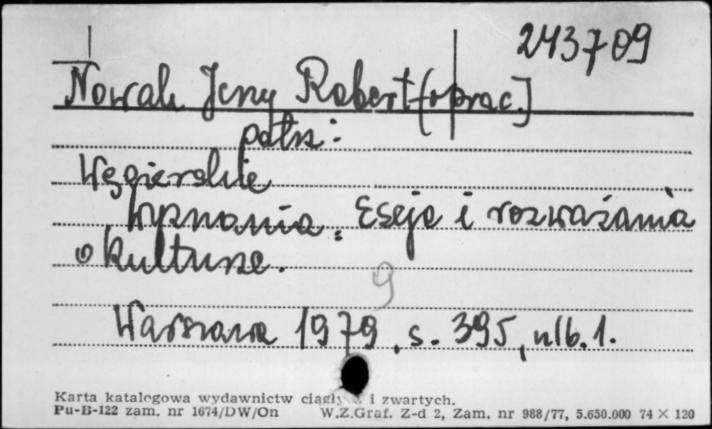 243709
Nowak Jerzy Robert [oprac.]
patrz:
Węgierskie
wyznania. Eseje i rozważania
o kulturze.
9
Warszawa 1979, s. 395, nlb. 1.
Karta katalogowa wydawnictw i zwartych.
Pu-B-122 zam. nr 1674/DW/On W.Z.Graf. Z-d 2, Zam. nr 988/77, 5.650.000 74 × 120